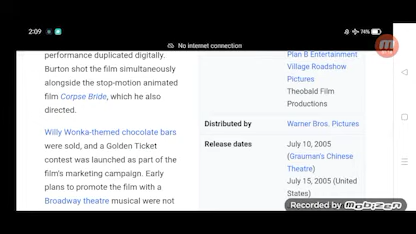 2:09
74%
No internet connection
performance duplicated digitally.
Burton shot the film simultaneously
alongside the stop-motion animated
film Corpse Bride, which he also
directed.
Willy Wonka-themed chocolate bars
were sold, and a Golden Ticket
contest was launched as part of the
film's marketing campaign. Early
plans to promote the film with a
Broadway theatre musical were not
Plan B Entertainment
Village Roadshow
Pictures
Theobald Film
Productions
Distributed by
Warner Bros. Pictures
Release dates
July 10, 2005
(Grauman's Chinese
Theatre)
July 15, 2005 (United
States)
Recorded by mobizen